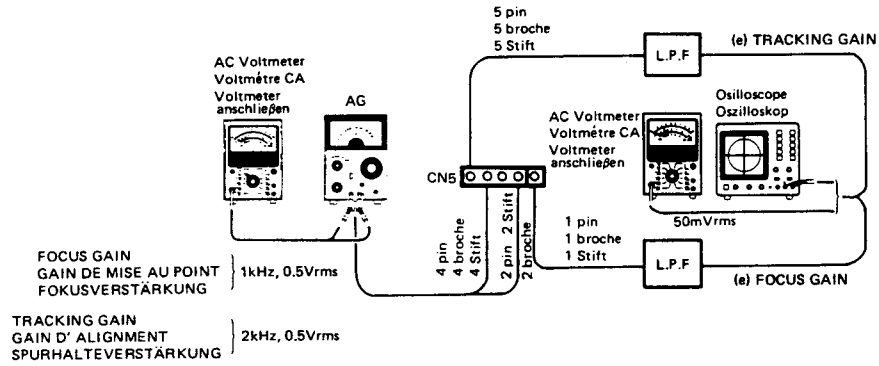 5 pin
5 broche
5 Stift
L.P.F
(e) TRACKING GAIN
AC Voltmeter
Voltmétre CA
Voltmeter
anschließen
AG
Osilloscope
Oszilloskop
AC Voltmeter
Voltmétre CA
Voltmeter
anschließen
CN5
50mVrms
4 pin
4 broche
4 Stift
2 pin 2 Stift
2 broche
1 pin
1 broche
1 Stift
L.P.F
(e) FOCUS GAIN
FOCUS GAIN
GAIN DE MISE AU POINT
FOKUSVERSTÄRKUNG
1kHz, 0.5Vrms
TRACKING GAIN
GAIN D' ALIGNMENT
SPURHALTEVERSTÄRKUNG
2kHz, 0.5Vrms